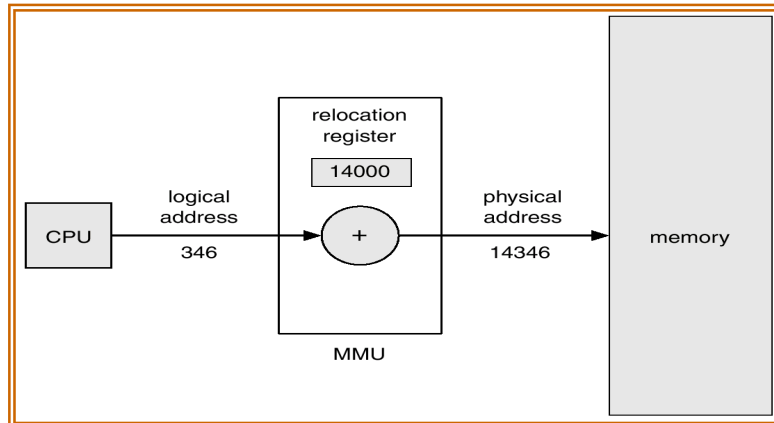 relocation
register
14000
logical
address
346
CPU
+
physical
address
14346
memory
MMU